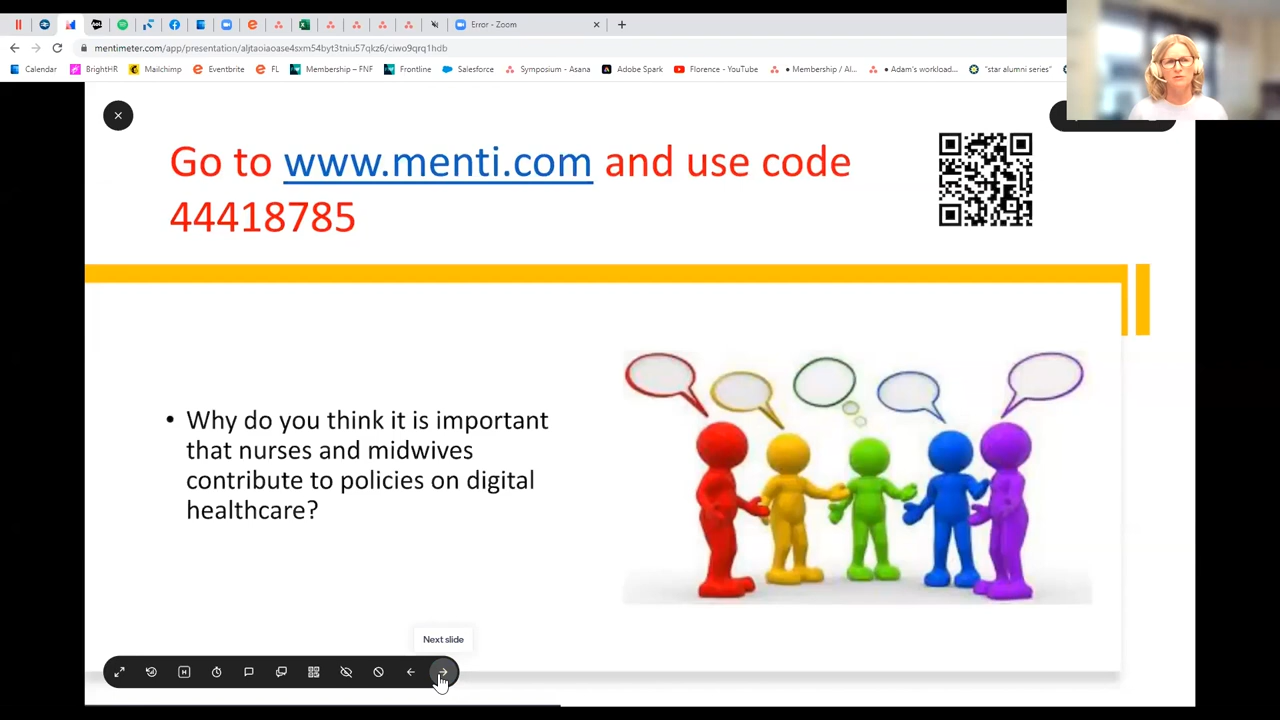 Error - Zoom
mentimeter.com/app/presentation/aljtaoiaoase4sxm54byt3tniu57qkz6/ciwo9qrq1hdb
Calendar BrightHR Mailchimp Eventbrite FL Membership – FNF Frontline Salesforce Symposium - Asana Adobe Spark Florence - YouTube • Membership / Al... • Adam's workload... "star alumni series"
Go to www.menti.com and use code
44418785
• Why do you think it is important
that nurses and midwives
contribute to policies on digital
healthcare?
Next slide
H